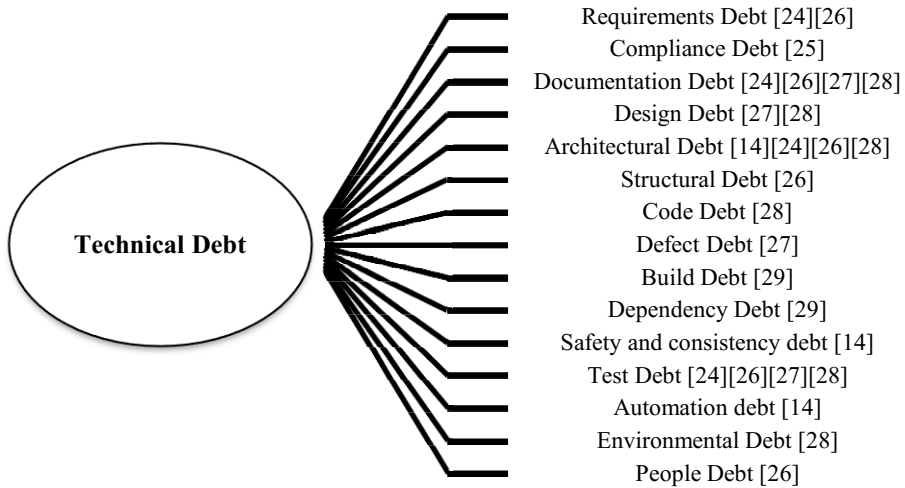 Requirements Debt [24][26]
Compliance Debt [25]
Documentation Debt [24][26][27][28]
Design Debt [27][28]
Architectural Debt [14][24][26][28]
Structural Debt [26]
Code Debt [28]
Technical Debt
Defect Debt [27]
Build Debt [29]
Dependency Debt [29]
Safety and consistency debt [14]
Test Debt [24][26][27][28]
Automation debt [14]
Environmental Debt [28]
People Debt [26]